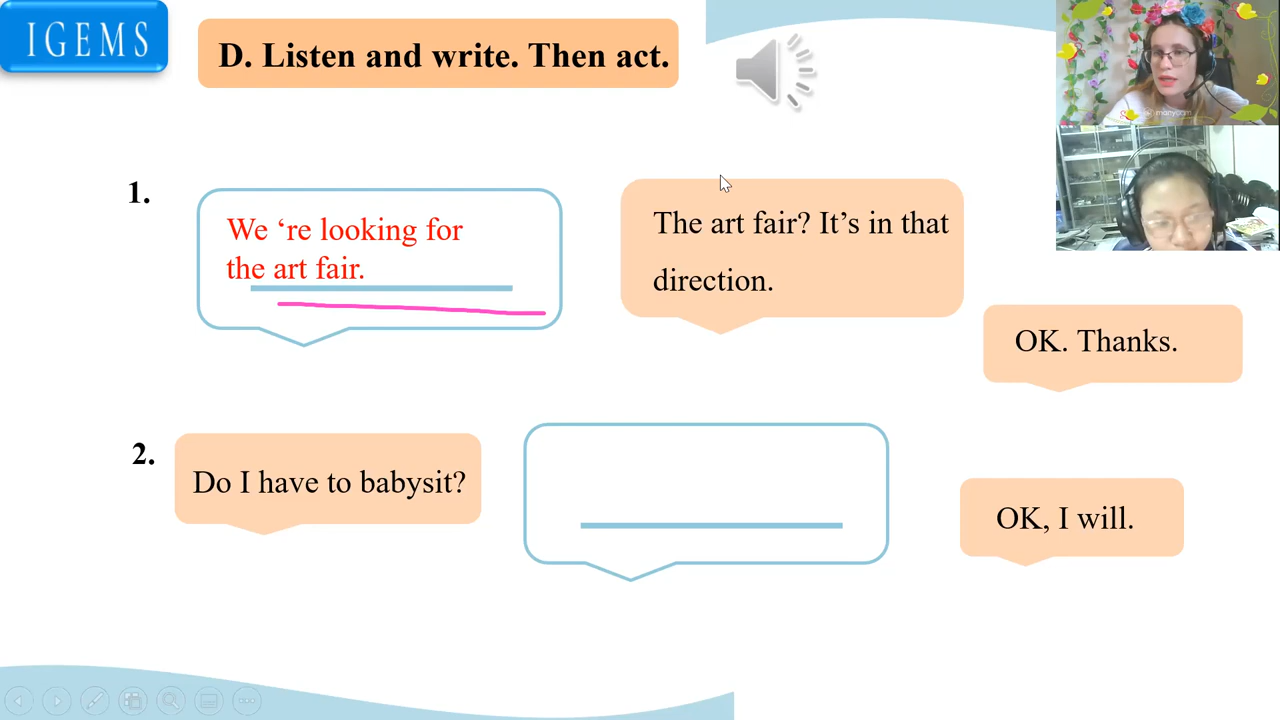 IGEMS
D. Listen and write. Then act.
1.
We ‘re looking for
the art fair.
The art fair? It’s in that
direction.
OK. Thanks.
2.
Do I have to babysit?
OK, I will.
manycam